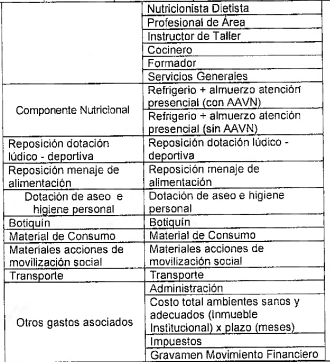 Nutricionista Dietista
Profesional de Área
Instructor de Taller
Cocinero
Formador
Servicios Generales
Componente Nutricional
Refrigerio + almuerzo atención
presencial (con AAVN)
Refrigerio + almuerzo atención
presencial (sin AAVN)
Reposición dotación
lúdico - deportiva
Reposición dotación lúdico -
deportiva
Reposición menaje de
alimentación
Reposición menaje de
alimentación
Dotación de aseo e
higiene personal
Dotación de aseo e higiene
personal
Botiquín
Botiquín
Material de Consumo
Material de Consumo
Materiales acciones de
movilización social
Materiales acciones de
movilización social
Transporte
Transporte
Otros gastos asociados
Administración
Costo total ambientes sanos y
adecuados (Inmueble
Institucional) x plazo (meses)
Impuestos
Gravamen Movimiento Financiero